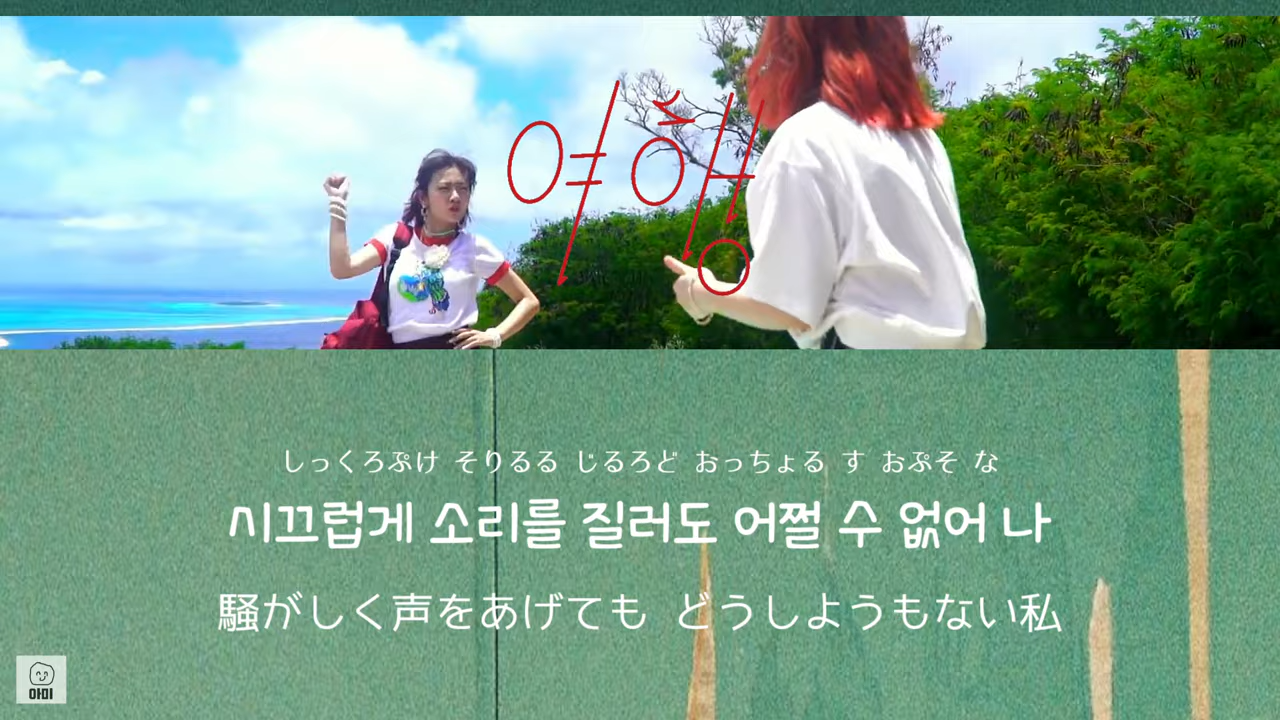 여행
しっくろぷけ そりるる じるろど おっちょる す おぷそ な
시끄럽게 소리를 질러도 어쩔 수 없어 나
騒がしく声をあげても どうしようもない私
아미